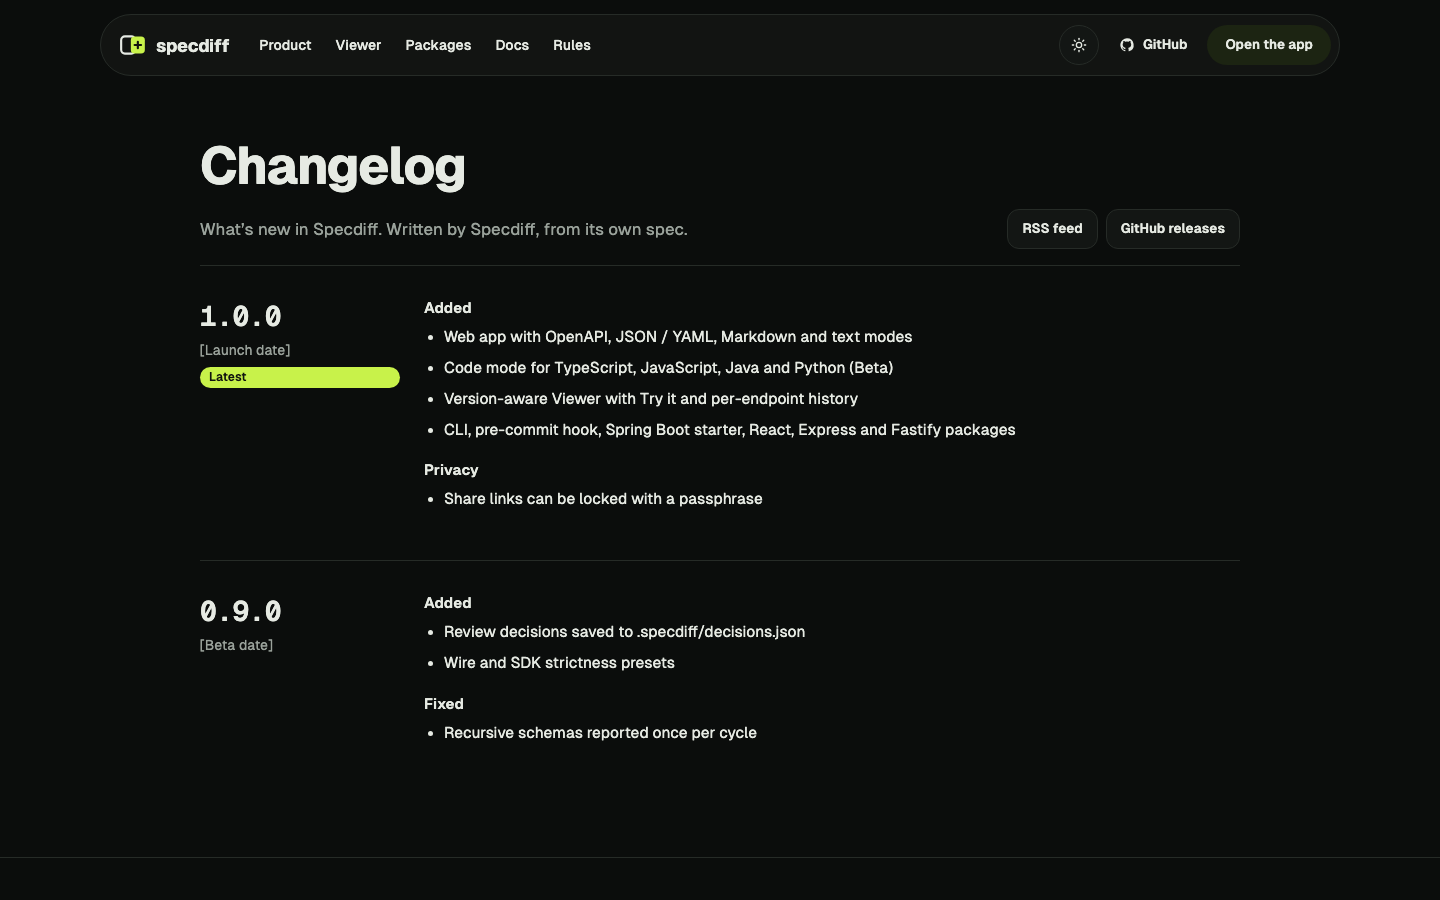 specdiff Product Viewer Packages Docs Rules GitHub Open the app
Changelog
What's new in Specdiff. Written by Specdiff, from its own spec. RSS feed GitHub releases
1.0.0
[Launch date]
Latest
Added
Web app with OpenAPI, JSON / YAML, Markdown and text modes
Code mode for TypeScript, JavaScript, Java and Python (Beta)
Version-aware Viewer with Try it and per-endpoint history
CLI, pre-commit hook, Spring Boot starter, React, Express and Fastify packages
Privacy
Share links can be locked with a passphrase
0.9.0
[Beta date]
Added
Review decisions saved to .specdiff/decisions.json
Wire and SDK strictness presets
Fixed
Recursive schemas reported once per cycle